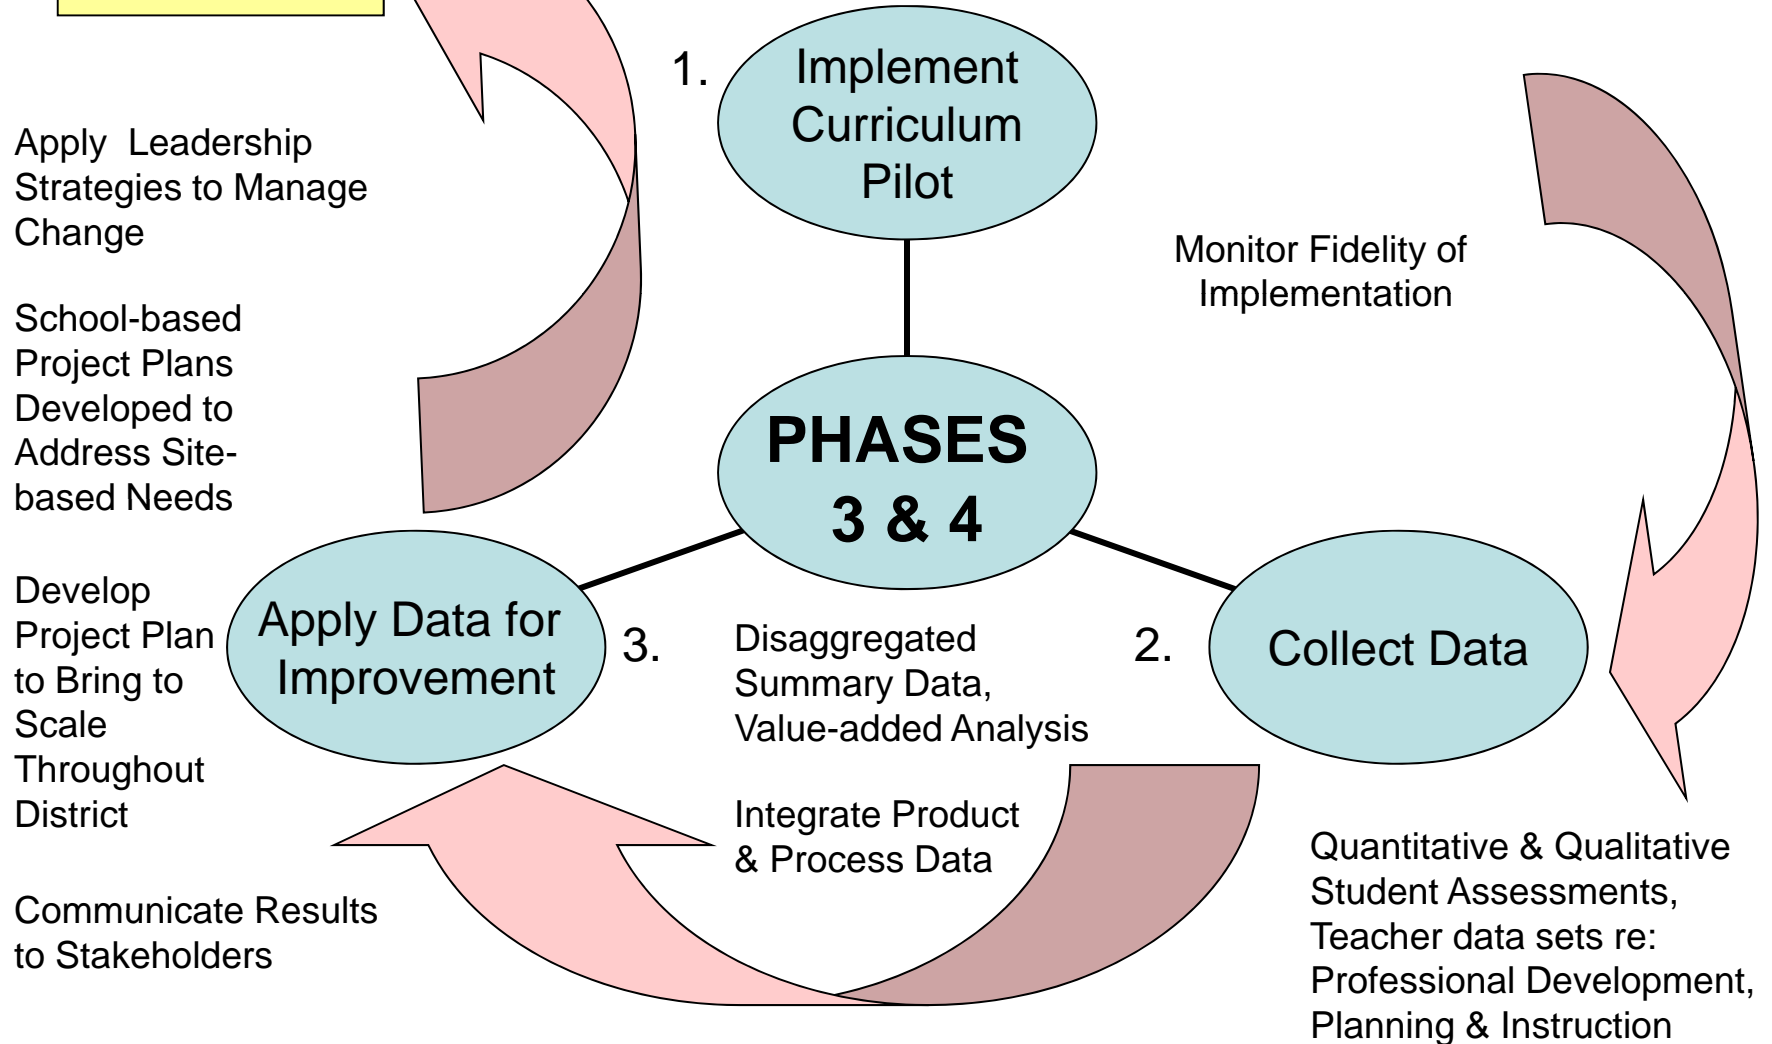 1.
Implement
Curriculum
Pilot
Apply  Leadership
Strategies to Manage
Change
School-based
Project Plans
Developed to
Address Site-
based Needs
Develop
Project Plan
to Bring to
Scale
Throughout
District
Communicate Results
to Stakeholders
Monitor Fidelity of
Implementation
PHASES
3 & 4
Apply Data for
Improvement
3.
Disaggregated
Summary Data,
Value-added Analysis
Integrate Product
& Process Data
2.
Collect Data
Quantitative & Qualitative
Student Assessments,
Teacher data sets re:
Professional Development,
Planning & Instruction